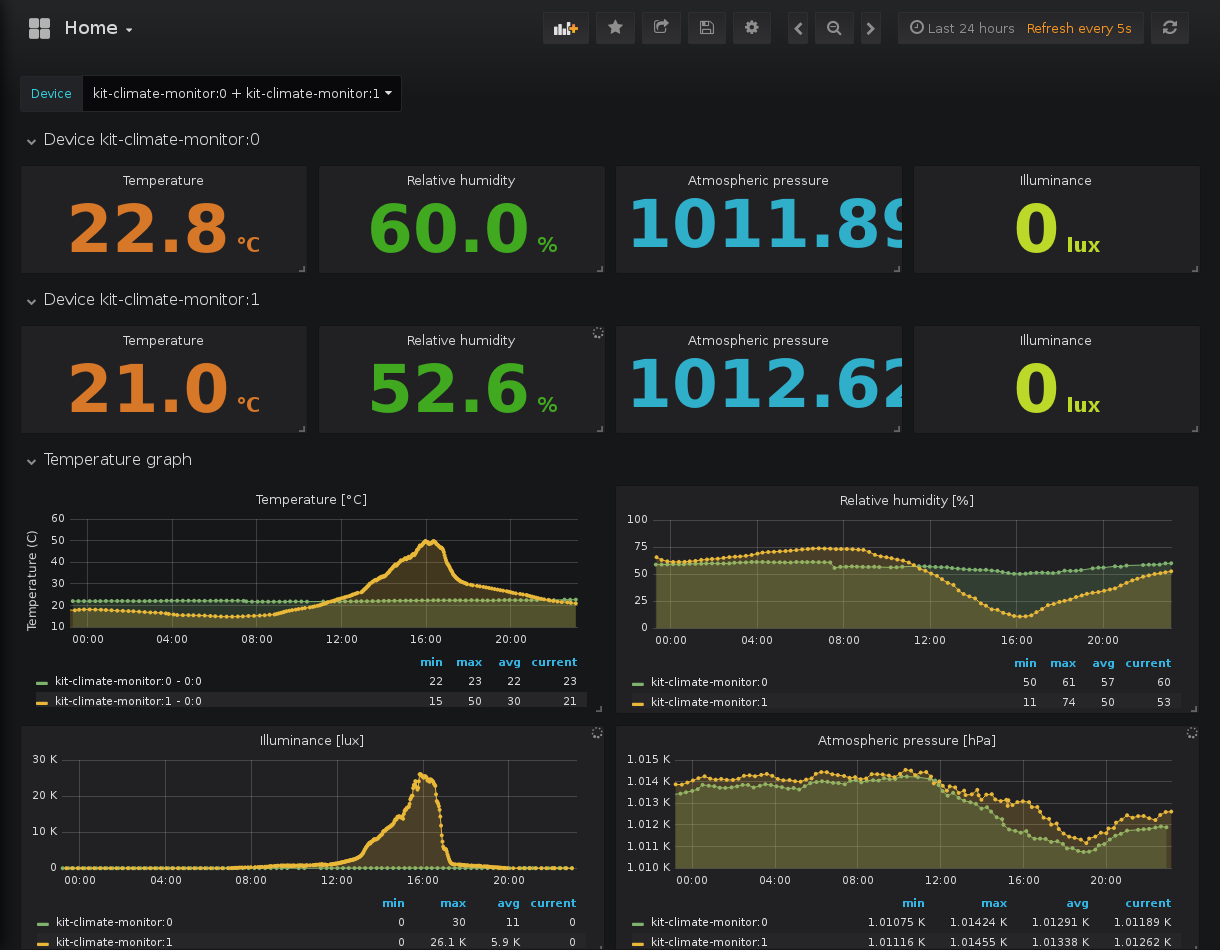 Home
Last 24 hours Refresh every 5s
Device kit-climate-monitor:0 + kit-climate-monitor:1
Device kit-climate-monitor:0
Temperature Relative humidity Atmospheric pressure Illuminance
22.8 °C 60.0 % 1011.89 0 lux
Device kit-climate-monitor:1
Temperature Relative humidity Atmospheric pressure Illuminance
21.0 °C 52.6 % 1012.62 0 lux
Temperature graph
Temperature [°C]
Temperature (C)
60
50
40
30
20
10
00:00 04:00 08:00 12:00 16:00 20:00
min max avg current
kit-climate-monitor:0 - 0:0 22 23 22 23
kit-climate-monitor:1 - 0:0 15 50 30 21
Relative humidity [%]
100
75
50
25
0
00:00 04:00 08:00 12:00 16:00 20:00
min max avg current
kit-climate-monitor:0 50 61 57 60
kit-climate-monitor:1 11 74 50 53
Illuminance [lux]
30 K
20 K
10 K
0
00:00 04:00 08:00 12:00 16:00 20:00
min max avg current
kit-climate-monitor:0 0 30 11 0
kit-climate-monitor:1 0 26.1 K 5.9 K 0
Atmospheric pressure [hPa]
1.015 K
1.014 K
1.013 K
1.012 K
1.011 K
1.010 K
00:00 04:00 08:00 12:00 16:00 20:00
min max avg current
kit-climate-monitor:0 1.01075 K 1.01424 K 1.01291 K 1.01189 K
kit-climate-monitor:1 1.01116 K 1.01455 K 1.01338 K 1.01262 K